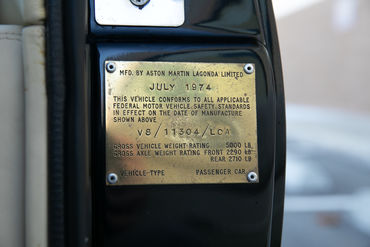 MFD. BY ASTON MARTIN LAGONDA LIMITED
JULY 1974
THIS VEHICLE CONFORMS TO ALL APPLICABLE
FEDERAL MOTOR VEHICLE SAFETY STANDARDS
IN EFFECT ON THE DATE OF MANUFACTURE
SHOWN ABOVE
V8/11304/LCA
GROSS VEHICLE WEIGHT RATING 5000 LB.
GROSS AXLE WEIGHT RATING FRONT 2290 LB.
REAR 2710 LB
VEHICLE-TYPE PASSENGER CAR